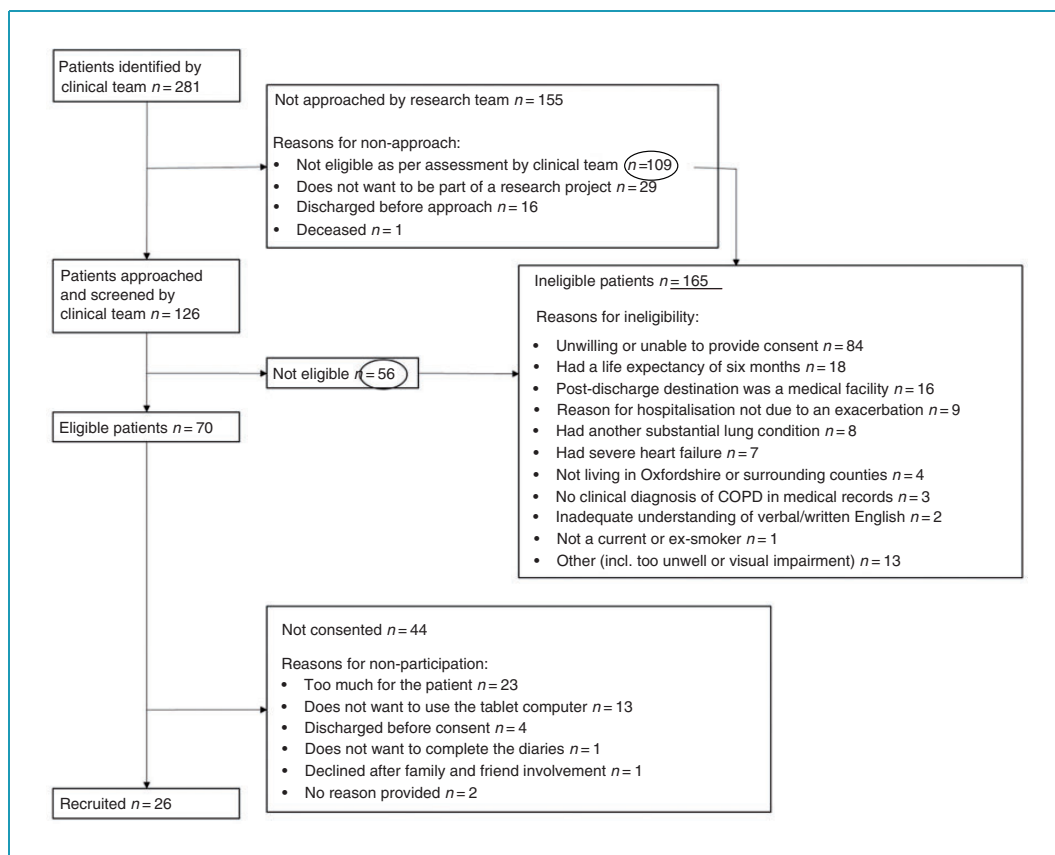 Patients identified by
clinical team n = 281
Not approached by research team n = 155
Reasons for non-approach:
• Not eligible as per assessment by clinical team n=109
• Does not want to be part of a research project n = 29
• Discharged before approach n = 16
• Deceased n = 1
Patients approached
and screened by
clinical team n = 126
Ineligible patients n = 165
Reasons for ineligibility:
• Unwilling or unable to provide consent n = 84
• Had a life expectancy of six months n = 18
• Post-discharge destination was a medical facility n = 16
• Reason for hospitalisation not due to an exacerbation n = 9
• Had another substantial lung condition n = 8
• Had severe heart failure n = 7
• Not living in Oxfordshire or surrounding counties n = 4
• No clinical diagnosis of COPD in medical records n = 3
• Inadequate understanding of verbal/written English n = 2
• Not a current or ex-smoker n = 1
• Other (incl. too unwell or visual impairment) n = 13
Not eligible n = 56
Eligible patients n = 70
Not consented n = 44
Reasons for non-participation:
• Too much for the patient n = 23
• Does not want to use the tablet computer n = 13
• Discharged before consent n = 4
• Does not want to complete the diaries n = 1
• Declined after family and friend involvement n = 1
• No reason provided n = 2
Recruited n = 26